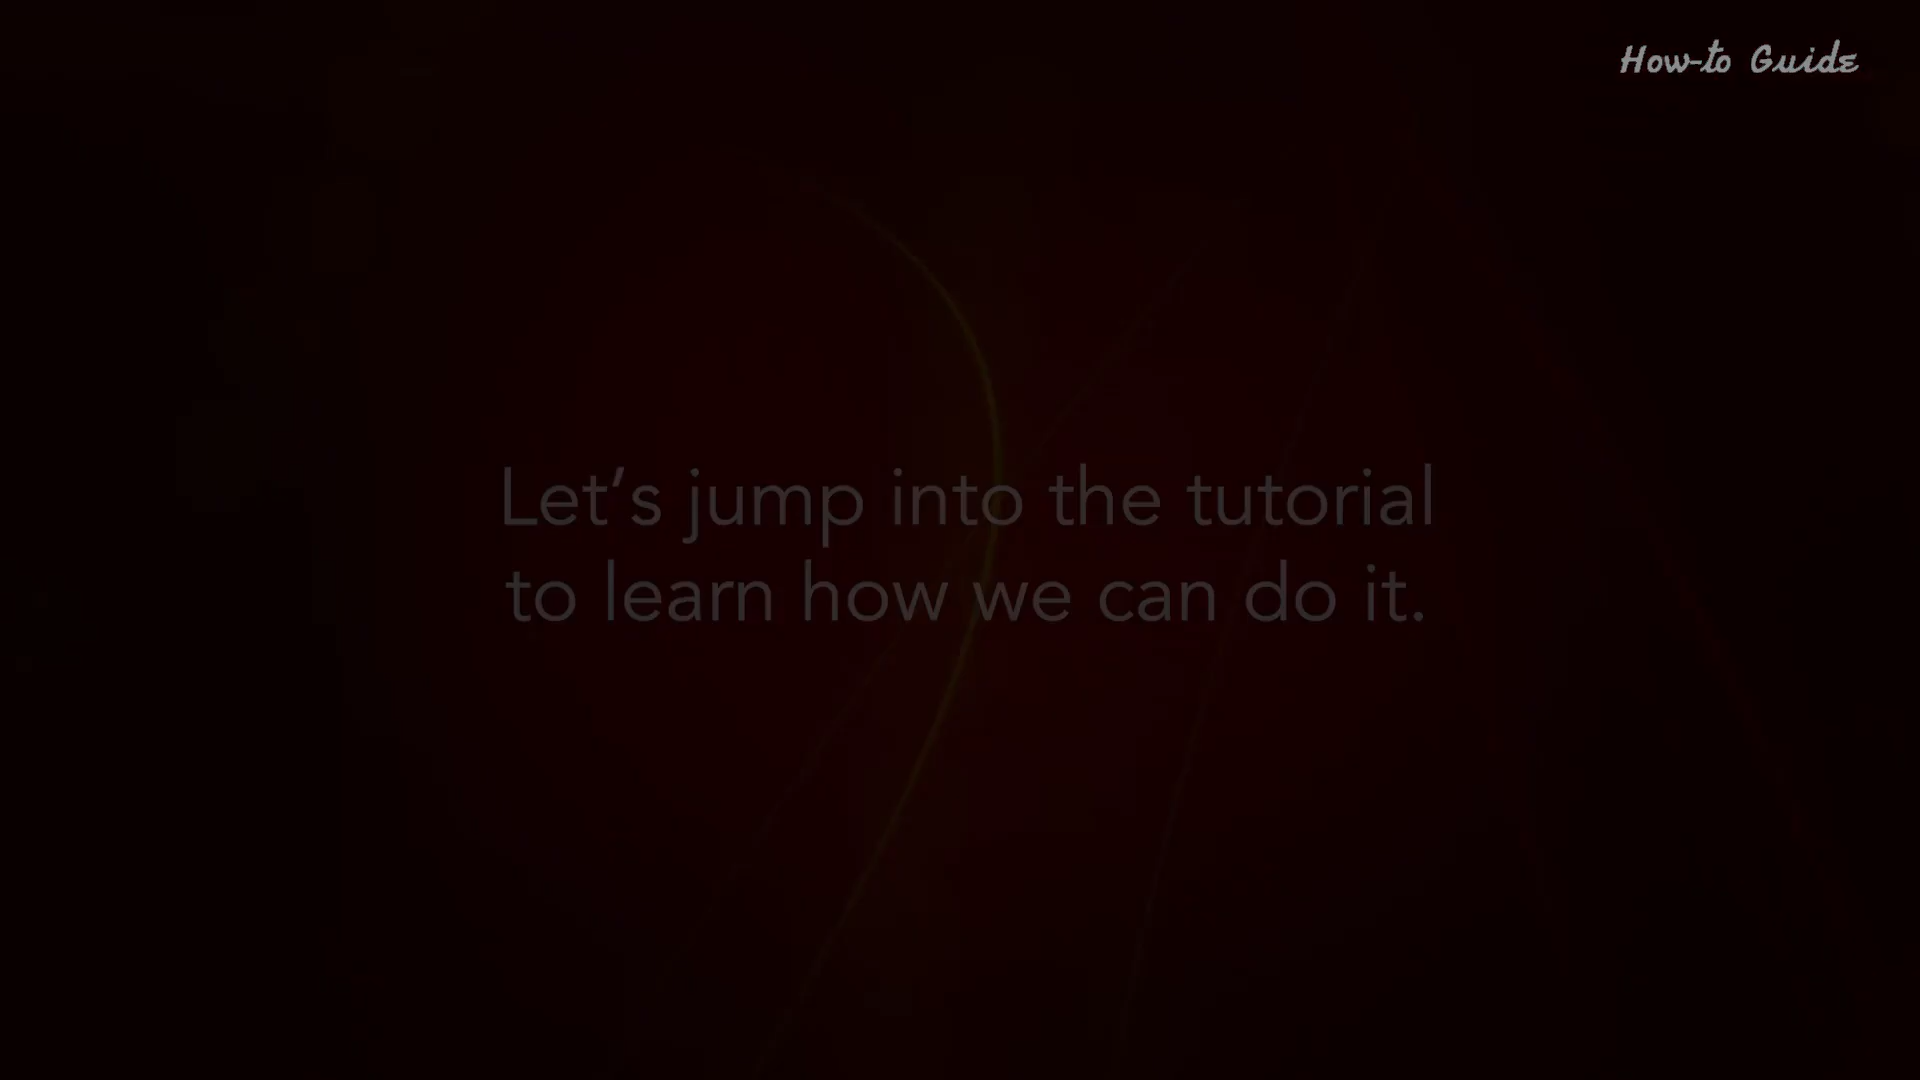 How-to Guide
Let's jump into the tutorial
to learn how we can do it.